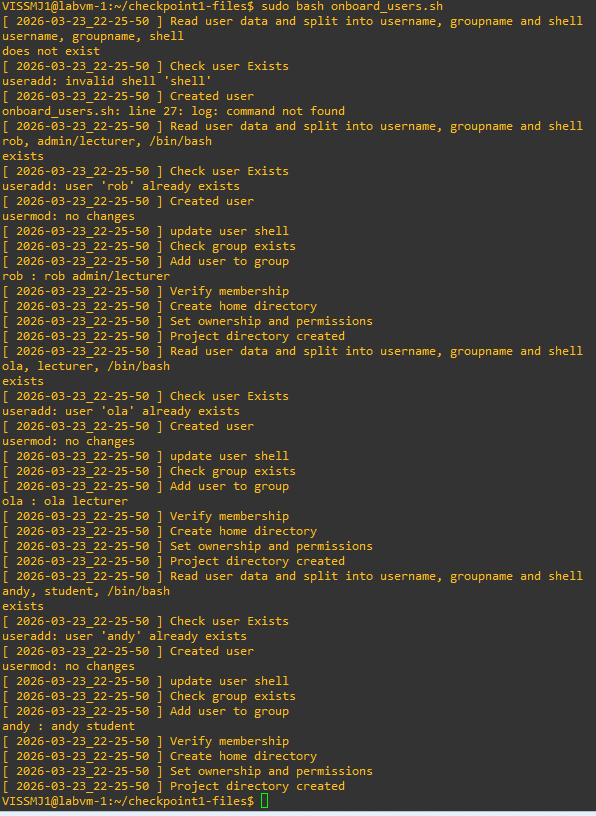 VISSMJ1@labvm-1:~/checkpoint1-files$ sudo bash onboard_users.sh
[ 2026-03-23_22-25-50 ] Read user data and split into username, groupname and shell
username, groupname, shell
does not exist
[ 2026-03-23_22-25-50 ] Check user Exists
useradd: invalid shell 'shell'
[ 2026-03-23_22-25-50 ] Created user
onboard_users.sh: line 27: log: command not found
[ 2026-03-23_22-25-50 ] Read user data and split into username, groupname and shell
rob, admin/lecturer, /bin/bash
exists
[ 2026-03-23_22-25-50 ] Check user Exists
useradd: user 'rob' already exists
[ 2026-03-23_22-25-50 ] Created user
usermod: no changes
[ 2026-03-23_22-25-50 ] update user shell
[ 2026-03-23_22-25-50 ] Check group exists
[ 2026-03-23_22-25-50 ] Add user to group
rob : rob admin/lecturer
[ 2026-03-23_22-25-50 ] Verify membership
[ 2026-03-23_22-25-50 ] Create home directory
[ 2026-03-23_22-25-50 ] Set ownership and permissions
[ 2026-03-23_22-25-50 ] Project directory created
[ 2026-03-23_22-25-50 ] Read user data and split into username, groupname and shell
ola, lecturer, /bin/bash
exists
[ 2026-03-23_22-25-50 ] Check user Exists
useradd: user 'ola' already exists
[ 2026-03-23_22-25-50 ] Created user
usermod: no changes
[ 2026-03-23_22-25-50 ] update user shell
[ 2026-03-23_22-25-50 ] Check group exists
[ 2026-03-23_22-25-50 ] Add user to group
ola : ola lecturer
[ 2026-03-23_22-25-50 ] Verify membership
[ 2026-03-23_22-25-50 ] Create home directory
[ 2026-03-23_22-25-50 ] Set ownership and permissions
[ 2026-03-23_22-25-50 ] Project directory created
[ 2026-03-23_22-25-50 ] Read user data and split into username, groupname and shell
andy, student, /bin/bash
exists
[ 2026-03-23_22-25-50 ] Check user Exists
useradd: user 'andy' already exists
[ 2026-03-23_22-25-50 ] Created user
usermod: no changes
[ 2026-03-23_22-25-50 ] update user shell
[ 2026-03-23_22-25-50 ] Check group exists
[ 2026-03-23_22-25-50 ] Add user to group
andy : andy student
[ 2026-03-23_22-25-50 ] Verify membership
[ 2026-03-23_22-25-50 ] Create home directory
[ 2026-03-23_22-25-50 ] Set ownership and permissions
[ 2026-03-23_22-25-50 ] Project directory created
VISSMJ1@labvm-1:~/checkpoint1-files$